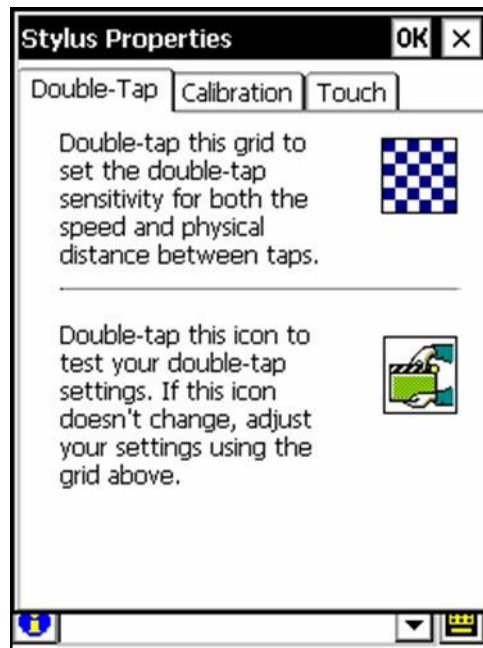 Stylus Properties OK ×
Double-Tap Calibration Touch
Double-tap this grid to
set the double-tap
sensitivity for both the
speed and physical
distance between taps.
Double-tap this icon to
test your double-tap
settings. If this icon
doesn't change, adjust
your settings using the
grid above.